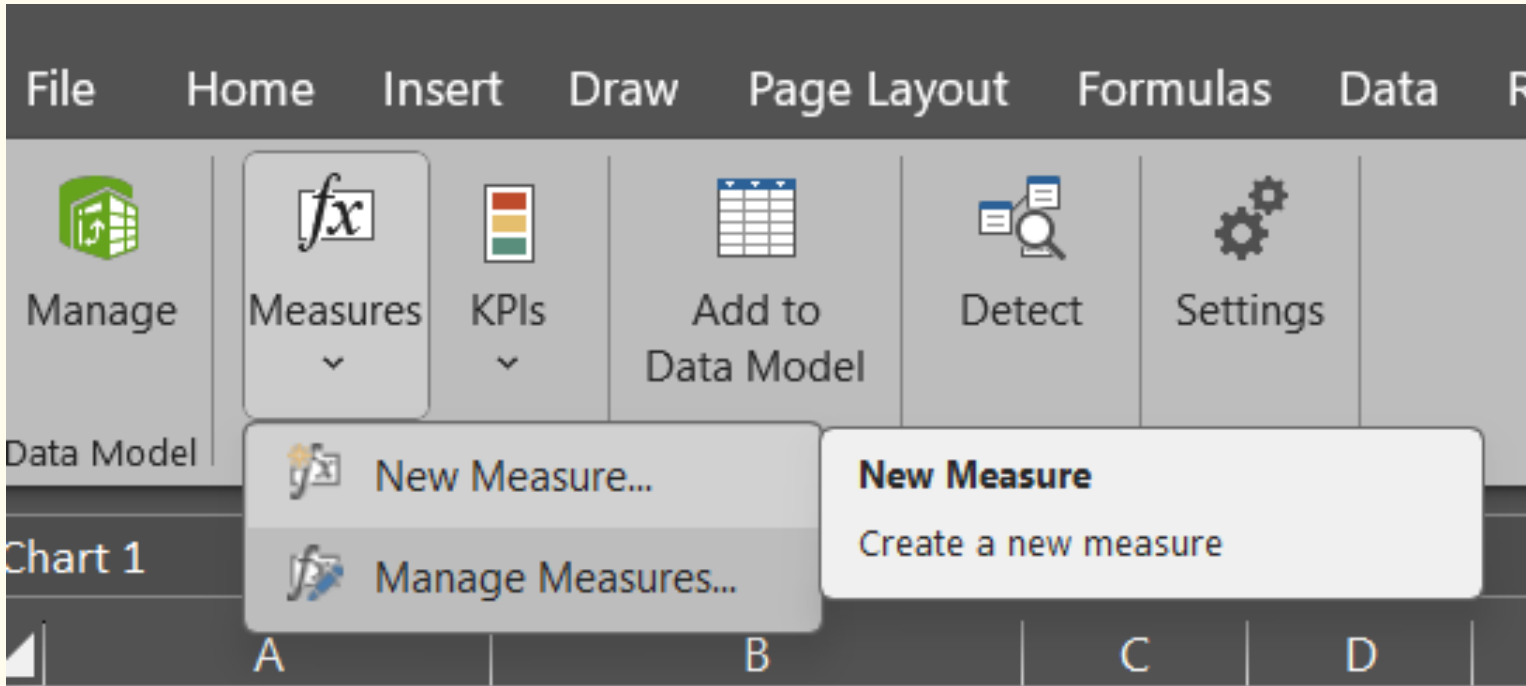 File Home Insert Draw Page Layout Formulas Data R
Manage Measures KPIs Add to Data Model Detect Settings
Data Model
New Measure...
Manage Measures...
New Measure
Create a new measure
Chart 1
A B C D